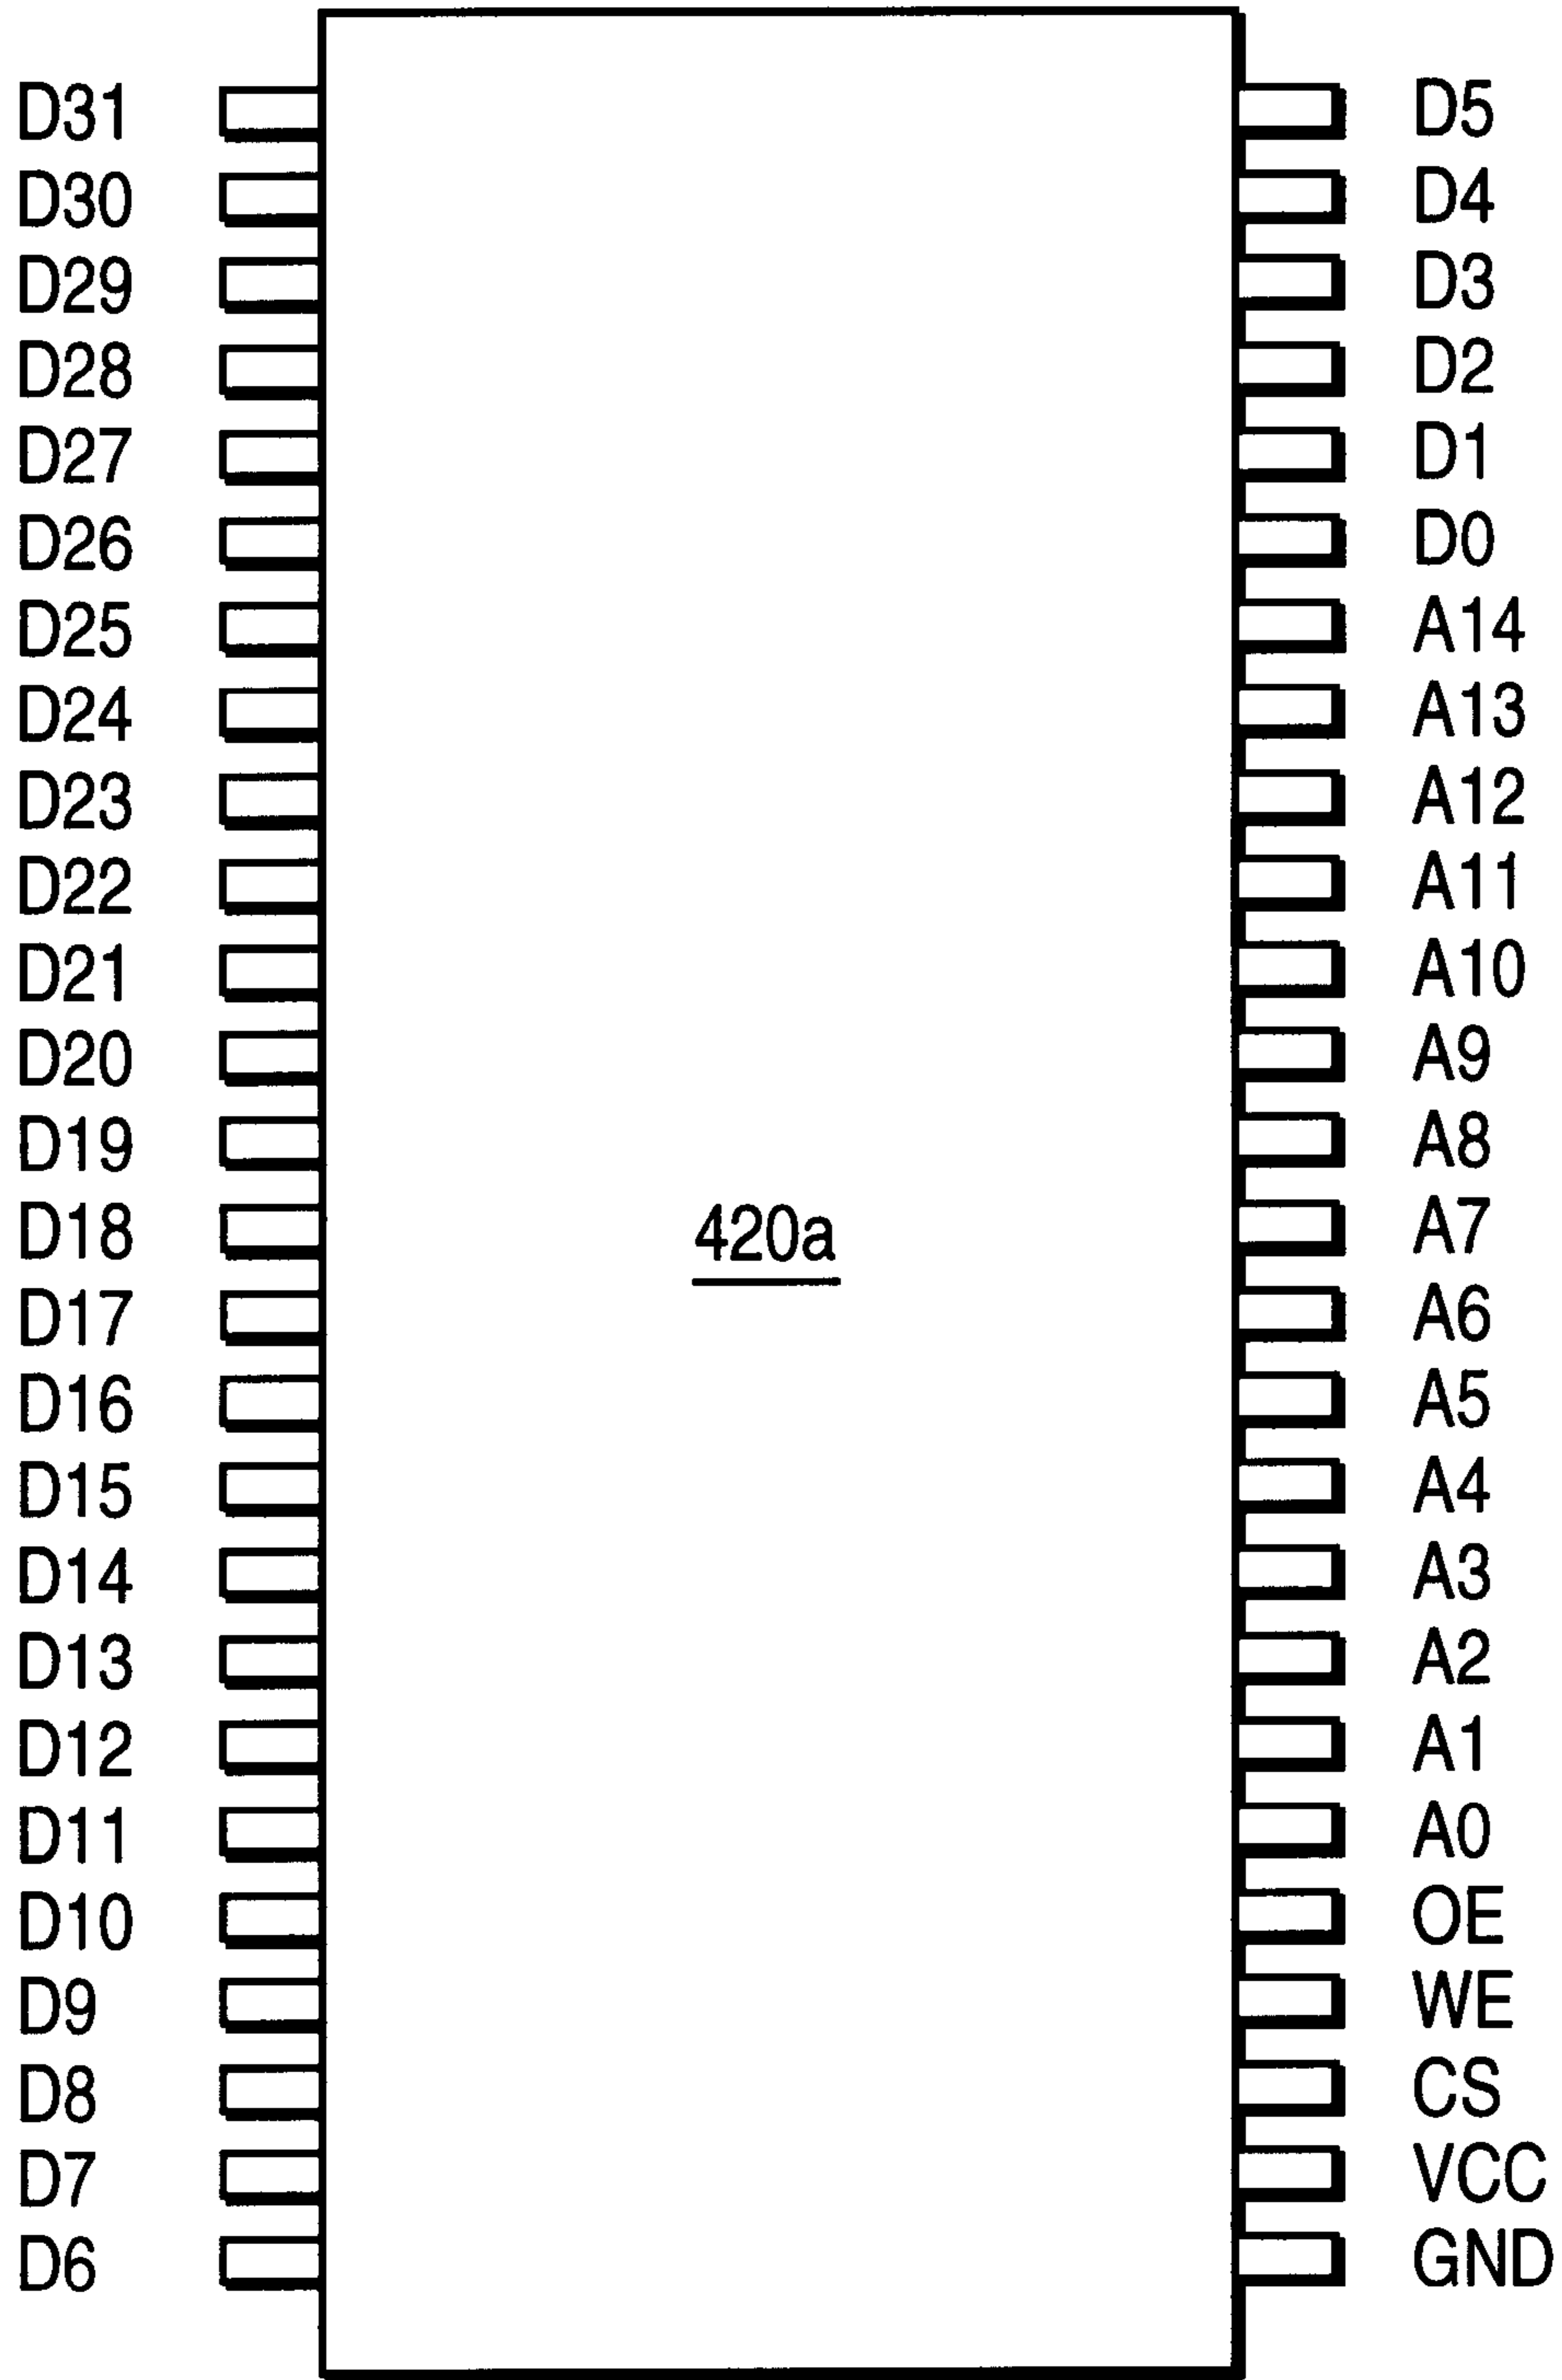 D31 D5
D30 D4
D29 D3
D28 D2
D27 D1
D26 D0
D25 A14
D24 A13
D23 A12
D22 A11
D21 A10
D20 A9
D19 A8
D18 420a A7
D17 A6
D16 A5
D15 A4
D14 A3
D13 A2
D12 A1
D11 A0
D10 OE
D9 WE
D8 CS
D7 VCC
D6 GND